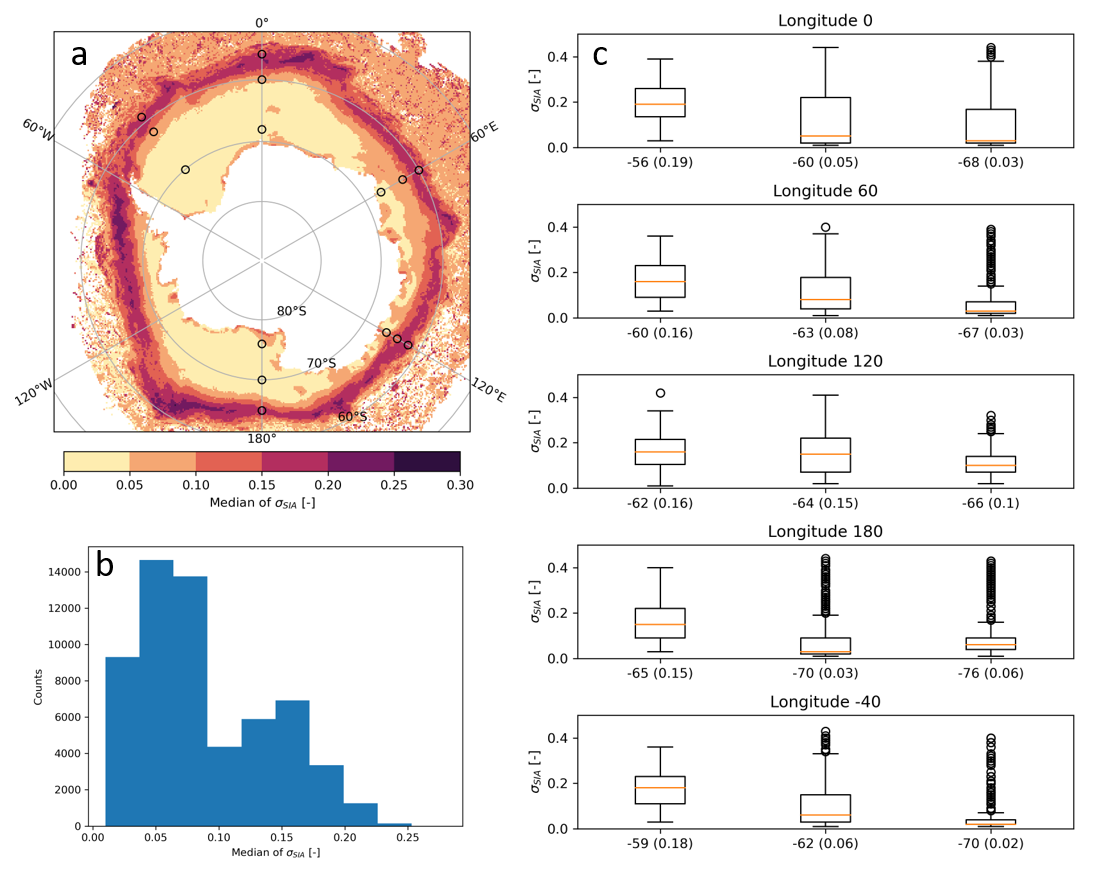 a
0°
60°W
60°E
80°S
70°S
120°W
120°E
60°S
180°
0.00 0.05 0.10 0.15 0.20 0.25 0.30
Median of σSIA [-]
b
14000
12000
10000
8000
6000
4000
2000
0
Counts
0.00 0.05 0.10 0.15 0.20 0.25
Median of σSIA [-]
c
Longitude 0
σSIA [-]
0.4
0.2
0.0
-56 (0.19) -60 (0.05) -68 (0.03)
Longitude 60
σSIA [-]
0.4
0.2
0.0
-60 (0.16) -63 (0.08) -67 (0.03)
Longitude 120
σSIA [-]
0.4
0.2
0.0
-62 (0.16) -64 (0.15) -66 (0.1)
Longitude 180
σSIA [-]
0.4
0.2
0.0
-65 (0.15) -70 (0.03) -76 (0.06)
Longitude -40
σSIA [-]
0.4
0.2
0.0
-59 (0.18) -62 (0.06) -70 (0.02)